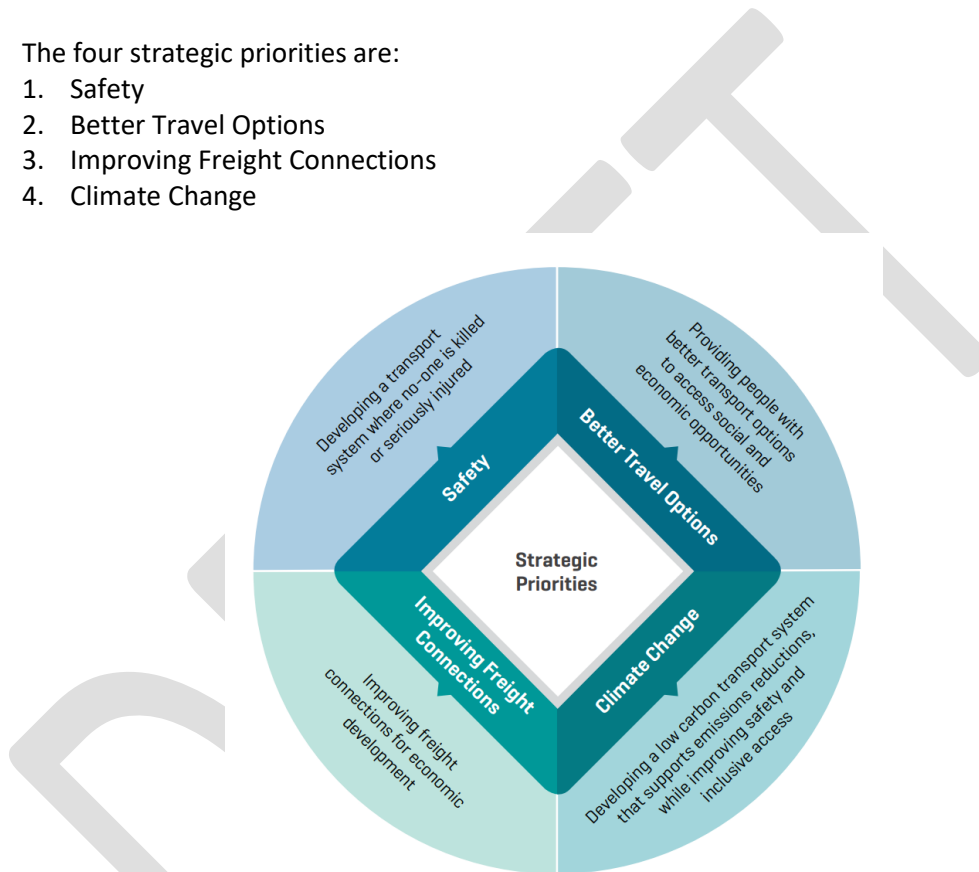 The four strategic priorities are:
1. Safety
2. Better Travel Options
3. Improving Freight Connections
4. Climate Change
Developing a transport
system where no-one is killed
or seriously injured
Safety
Providing people with
better transport options
to access social and
economic opportunities
Better Travel Options
Strategic
Priorities
Improving Freight
Connections
Improving freight
connections for economic
development
Climate Change
Developing a low carbon transport system
that supports emissions reductions,
while improving safety and
inclusive access